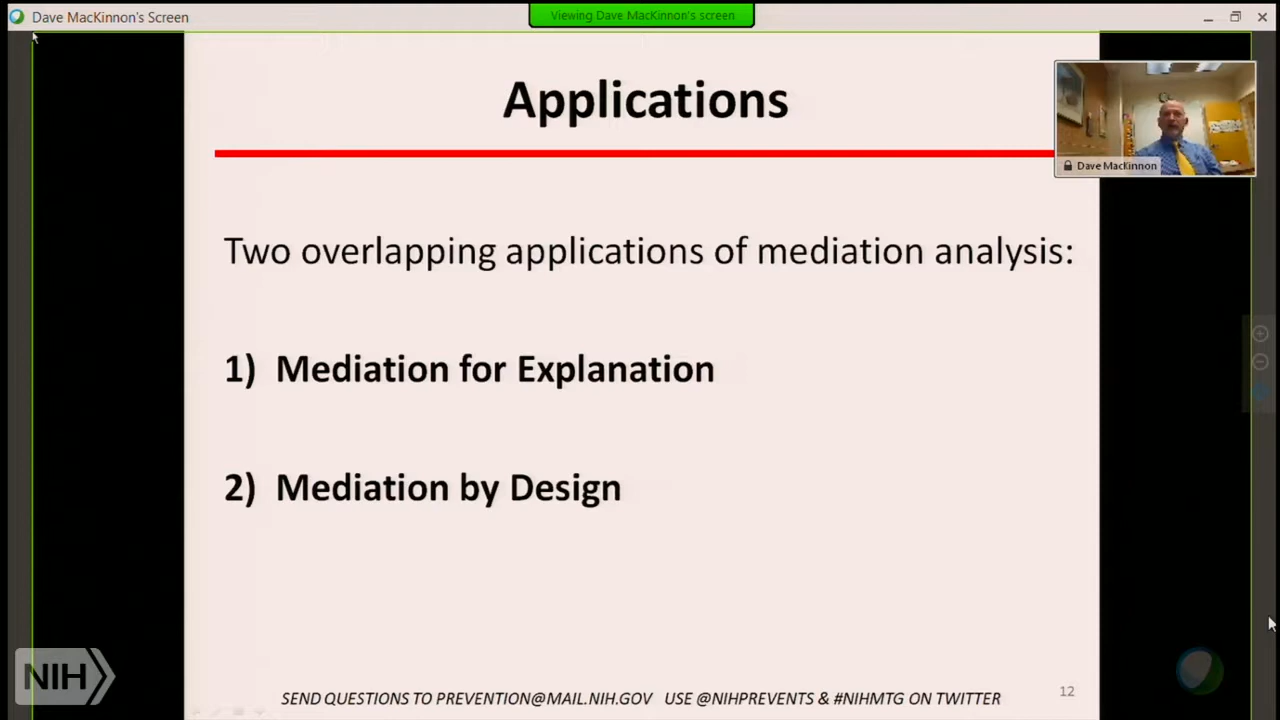 Dave MacKinnon's Screen
Viewing Dave MacKinnon's screen
Applications
Dave MacKinnon
Two overlapping applications of mediation analysis:
1) Mediation for Explanation
2) Mediation by Design
NIH
SEND QUESTIONS TO PREVENTION@MAIL.NIH.GOV USE @NIHPREVENTS & #NIHMTG ON TWITTER
12